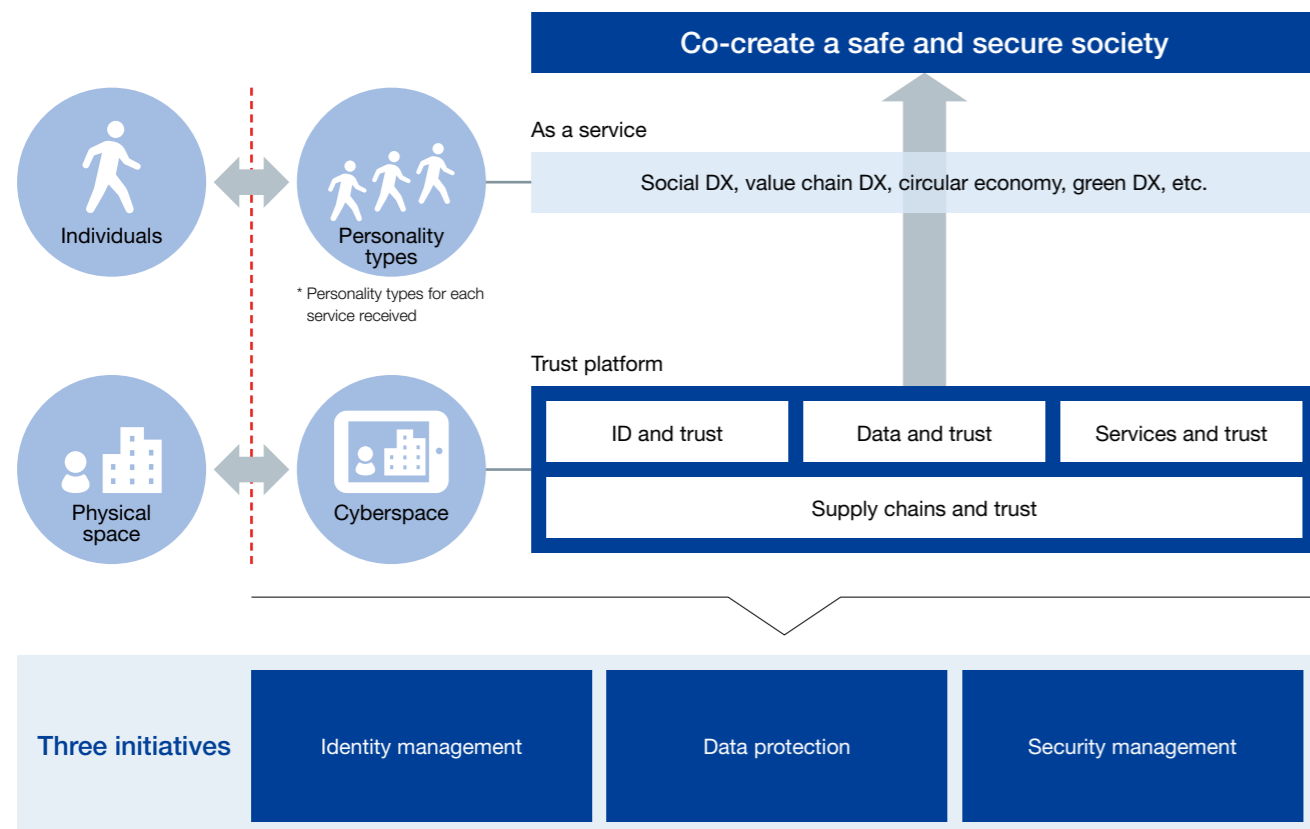 Co-create a safe and secure society
As a service
Social DX, value chain DX, circular economy, green DX, etc.
Individuals
Personality
types
* Personality types for each
service received
Trust platform
ID and trust
Data and trust
Services and trust
Supply chains and trust
Physical
space
Cyberspace
Three initiatives
Identity management
Data protection
Security management